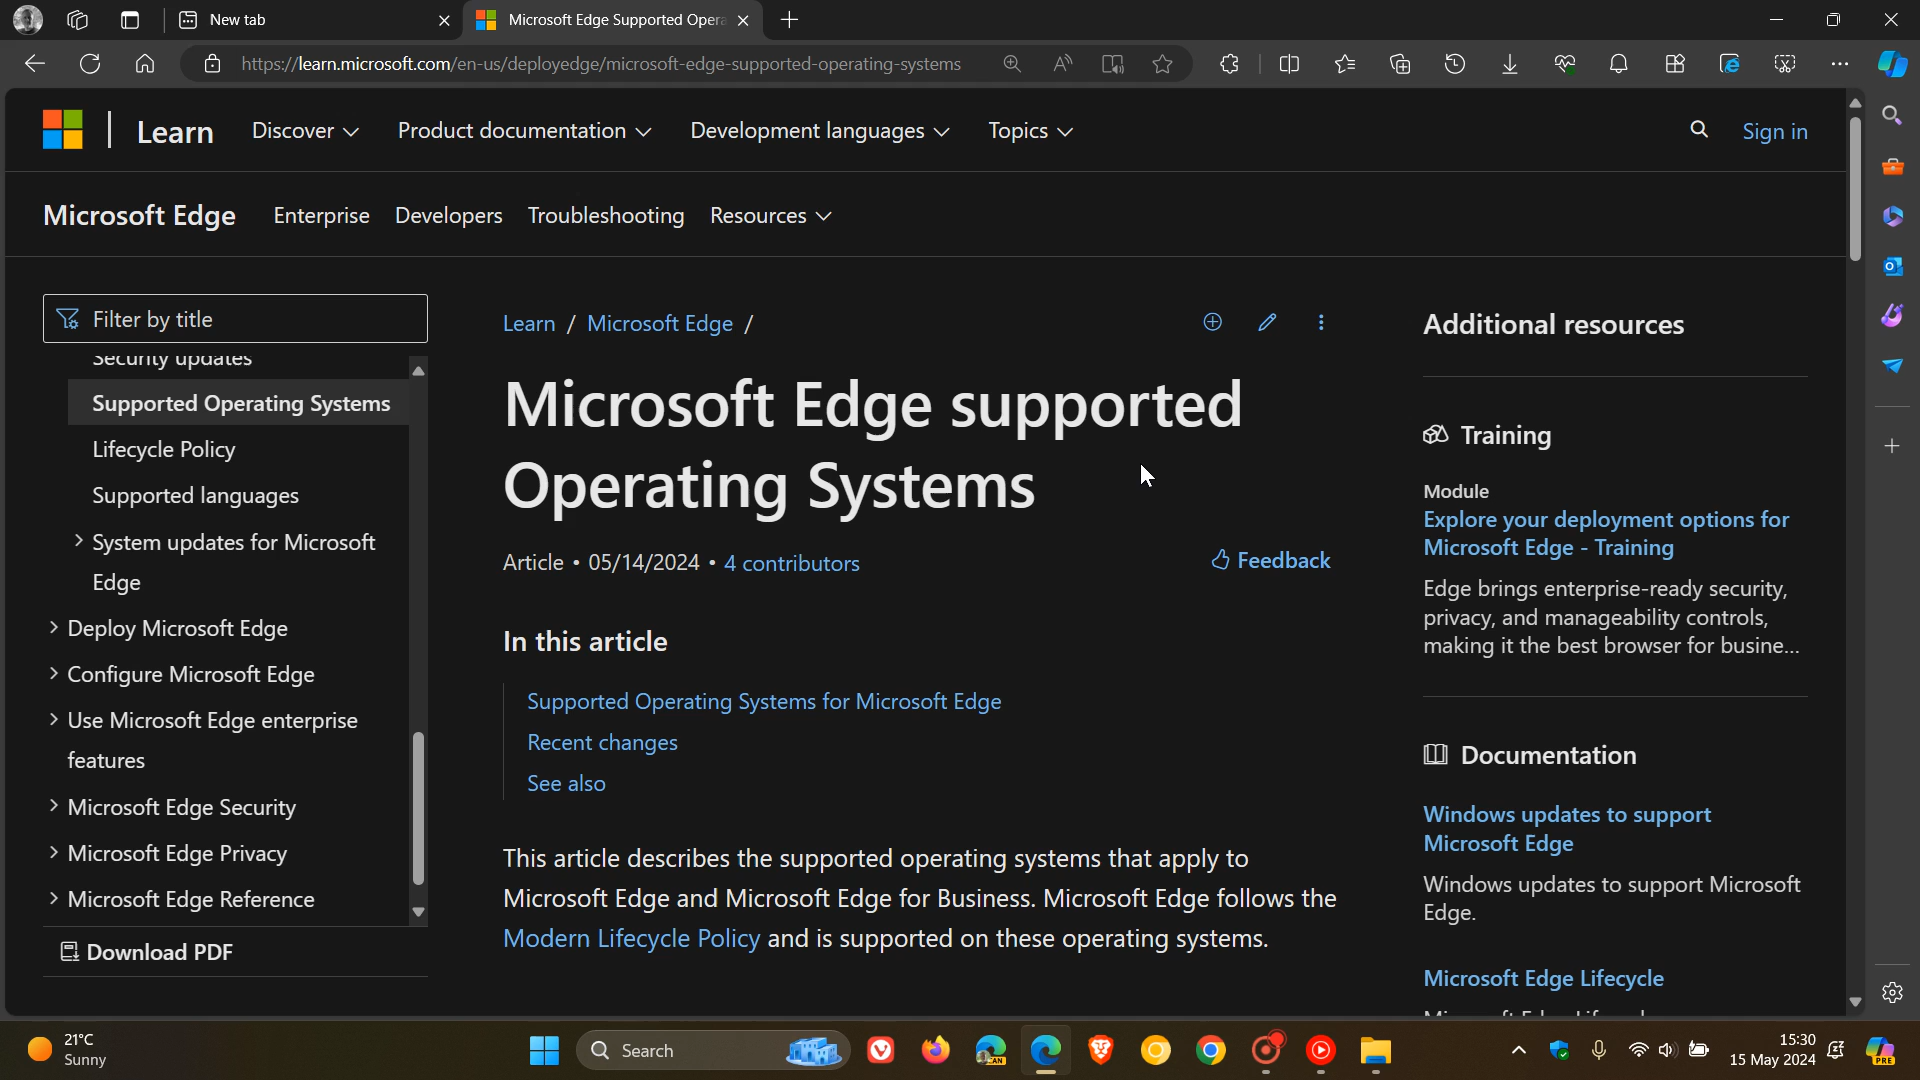 New tab
Microsoft Edge Supported Opera
https://learn.microsoft.com/en-us/deployedge/microsoft-edge-supported-operating-systems
Learn
Discover
Product documentation
Development languages
Topics
Sign in
Microsoft Edge
Enterprise
Developers
Troubleshooting
Resources
Filter by title
Security updates
Supported Operating Systems
Lifecycle Policy
Supported languages
System updates for Microsoft
Edge
Deploy Microsoft Edge
Configure Microsoft Edge
Use Microsoft Edge enterprise
features
Microsoft Edge Security
Microsoft Edge Privacy
Microsoft Edge Reference
Download PDF
Learn / Microsoft Edge /
Microsoft Edge supported
Operating Systems
Article • 05/14/2024 • 4 contributors
Feedback
In this article
Supported Operating Systems for Microsoft Edge
Recent changes
See also
This article describes the supported operating systems that apply to
Microsoft Edge and Microsoft Edge for Business. Microsoft Edge follows the
Modern Lifecycle Policy and is supported on these operating systems.
Additional resources
Training
Module
Explore your deployment options for
Microsoft Edge - Training
Edge brings enterprise-ready security,
privacy, and manageability controls,
making it the best browser for busine...
Documentation
Windows updates to support
Microsoft Edge
Windows updates to support Microsoft
Edge.
Microsoft Edge Lifecycle
21°C
Sunny
Search
CAN
15:30
15 May 2024
PRE